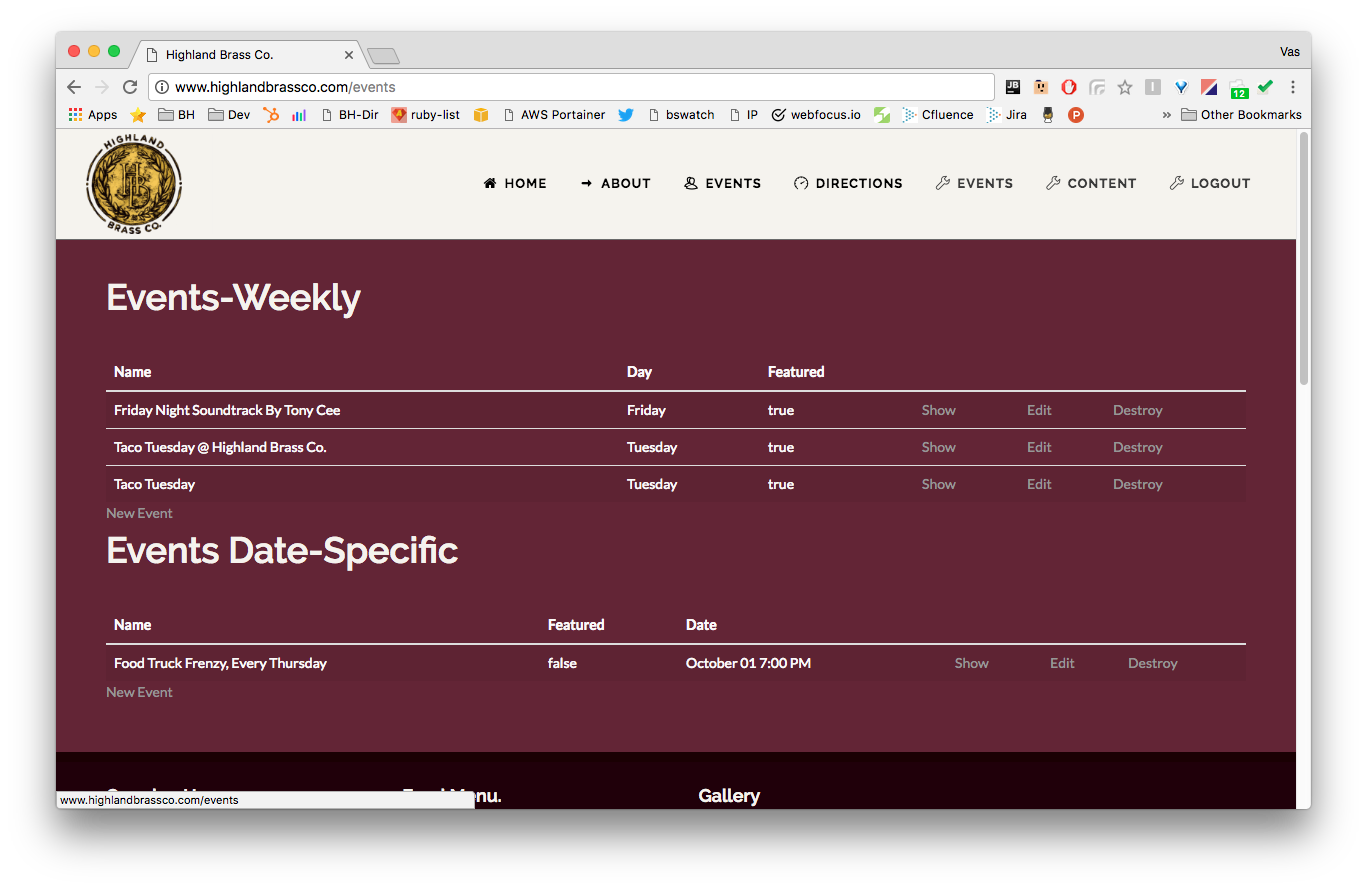 Highland Brass Co.
Vas
www.highlandbrassco.com/events
JB
12
Apps BH Dev BH-Dir ruby-list AWS Portainer bswatch IP webfocus.io Cfluence Jira P » Other Bookmarks
HIGHLAND
HB
BRASS CO.
HOME ABOUT EVENTS DIRECTIONS EVENTS CONTENT LOGOUT
Events-Weekly
Name Day Featured
Friday Night Soundtrack By Tony Cee Friday true Show Edit Destroy
Taco Tuesday @ Highland Brass Co. Tuesday true Show Edit Destroy
Taco Tuesday Tuesday true Show Edit Destroy
New Event
Events Date-Specific
Name Featured Date
Food Truck Frenzy, Every Thursday false October 01 7:00 PM Show Edit Destroy
New Event
Gallery
www.highlandbrassco.com/events